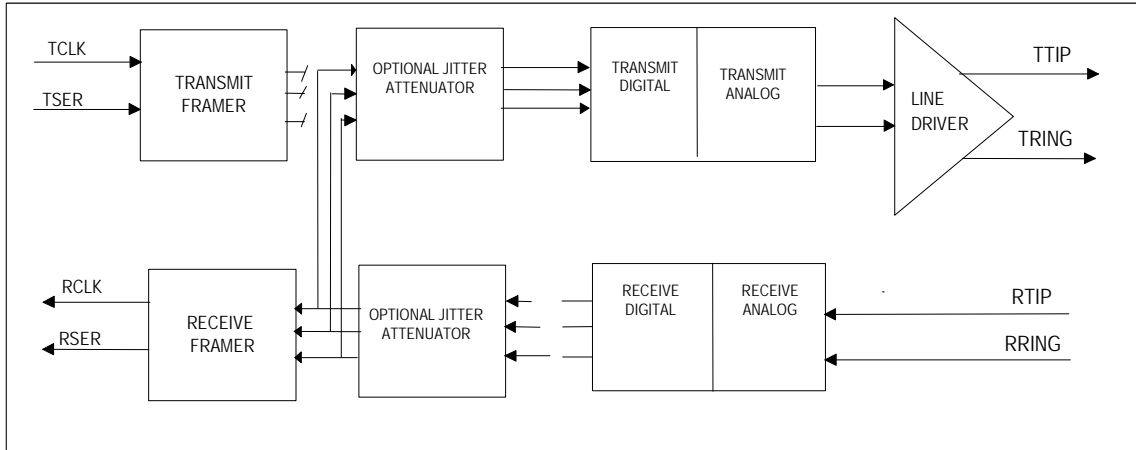 TCLK
TSER
TRANSMIT
FRAMER
OPTIONAL JITTER
ATTENUATOR
TRANSMIT
DIGITAL
TRANSMIT
ANALOG
LINE
DRIVER
TTIP
TRING
RCLK
RSER
RECEIVE
FRAMER
OPTIONAL JITTER
ATTENUATOR
RECEIVE
DIGITAL
RECEIVE
ANALOG
RTIP
RRING